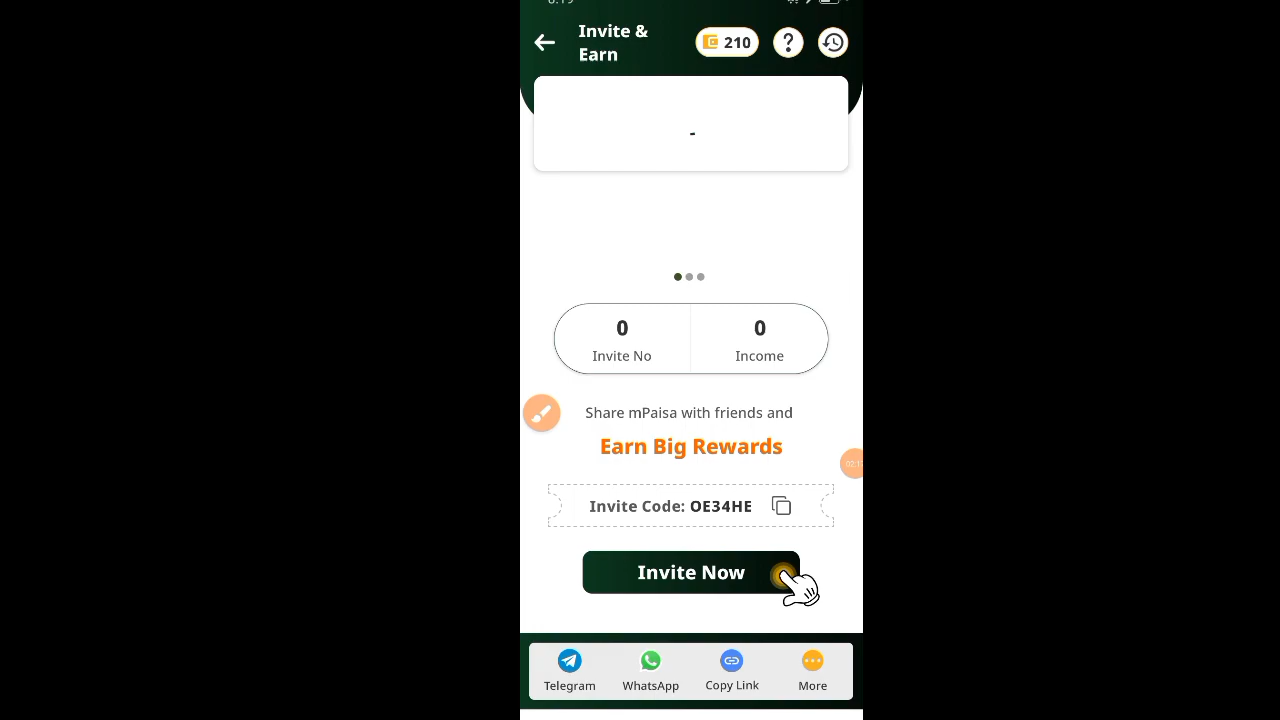 Invite &
Earn
210
-
0
0
Invite No
Income
Share mPaisa with friends and
Earn Big Rewards
Invite Code: OE34HE
Invite Now
Telegram
WhatsApp
Copy Link
More